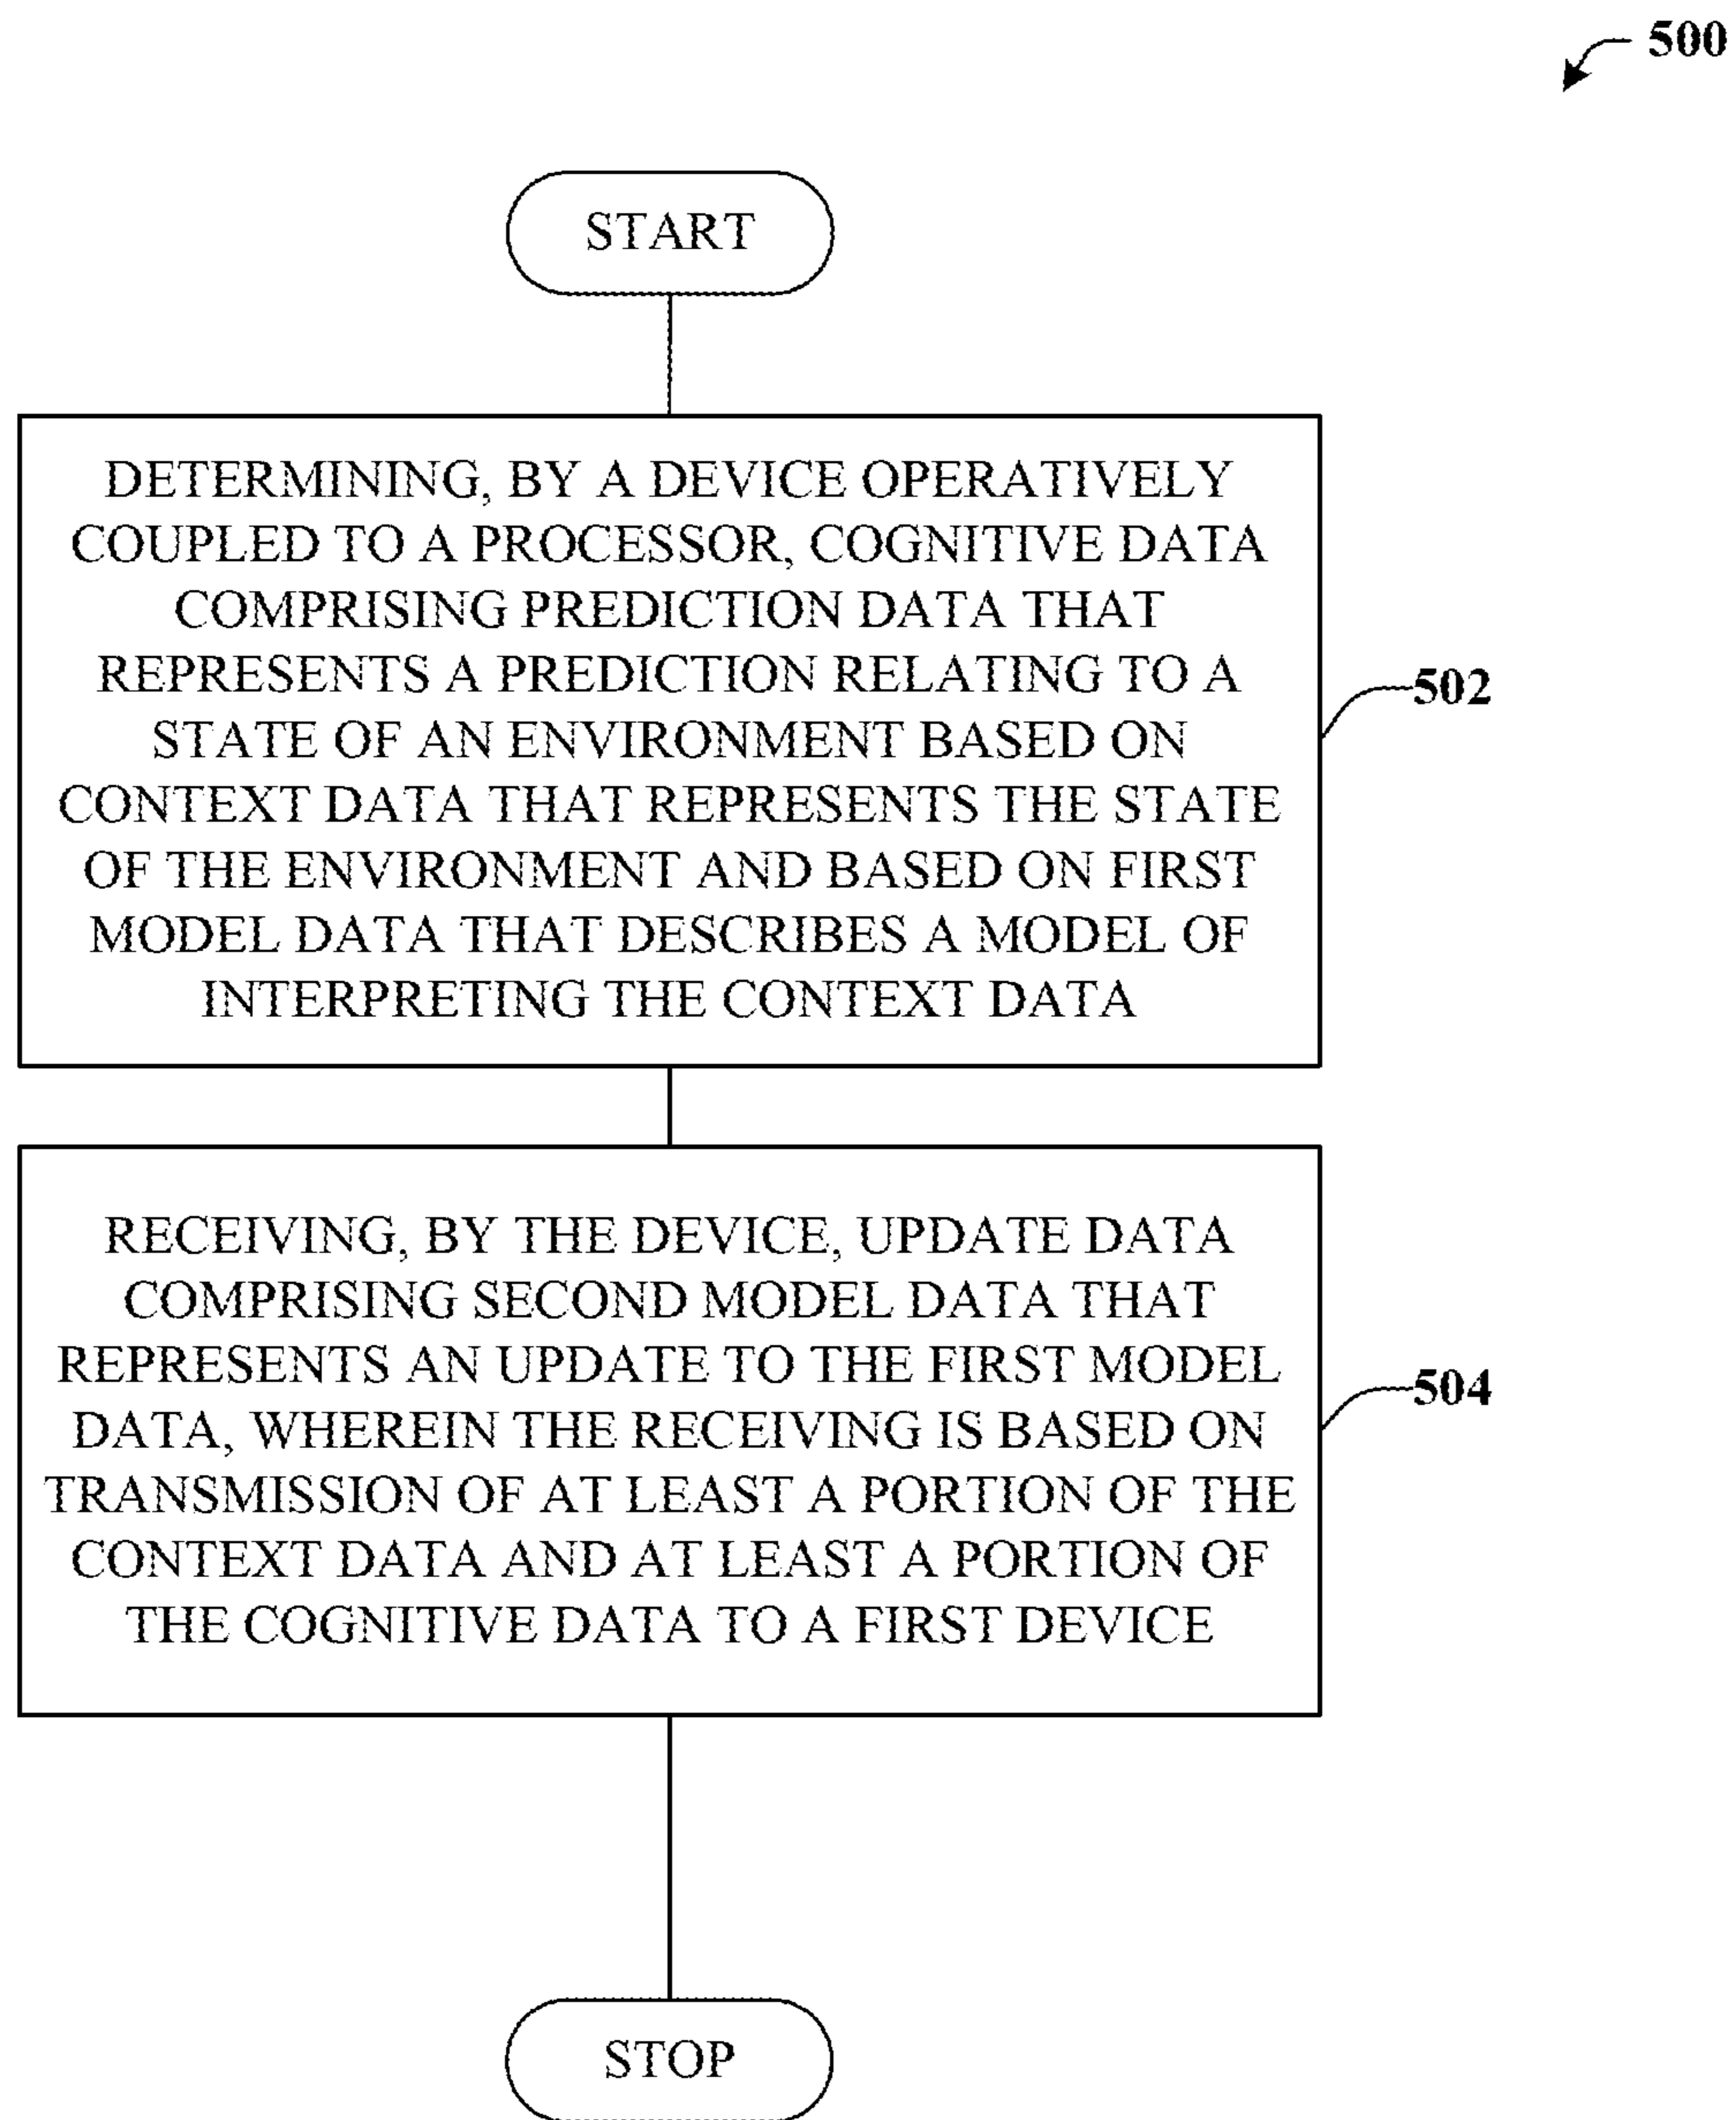 500
START
DETERMINING, BY A DEVICE OPERATIVELY
COUPLED TO A PROCESSOR, COGNITIVE DATA
COMPRISING PREDICTION DATA THAT
REPRESENTS A PREDICTION RELATING TO A
STATE OF AN ENVIRONMENT BASED ON
CONTEXT DATA THAT REPRESENTS THE STATE
OF THE ENVIRONMENT AND BASED ON FIRST
MODEL DATA THAT DESCRIBES A MODEL OF
INTERPRETING THE CONTEXT DATA
502
RECEIVING, BY THE DEVICE, UPDATE DATA
COMPRISING SECOND MODEL DATA THAT
REPRESENTS AN UPDATE TO THE FIRST MODEL
DATA, WHEREIN THE RECEIVING IS BASED ON
TRANSMISSION OF AT LEAST A PORTION OF THE
CONTEXT DATA AND AT LEAST A PORTION OF
THE COGNITIVE DATA TO A FIRST DEVICE
504
STOP